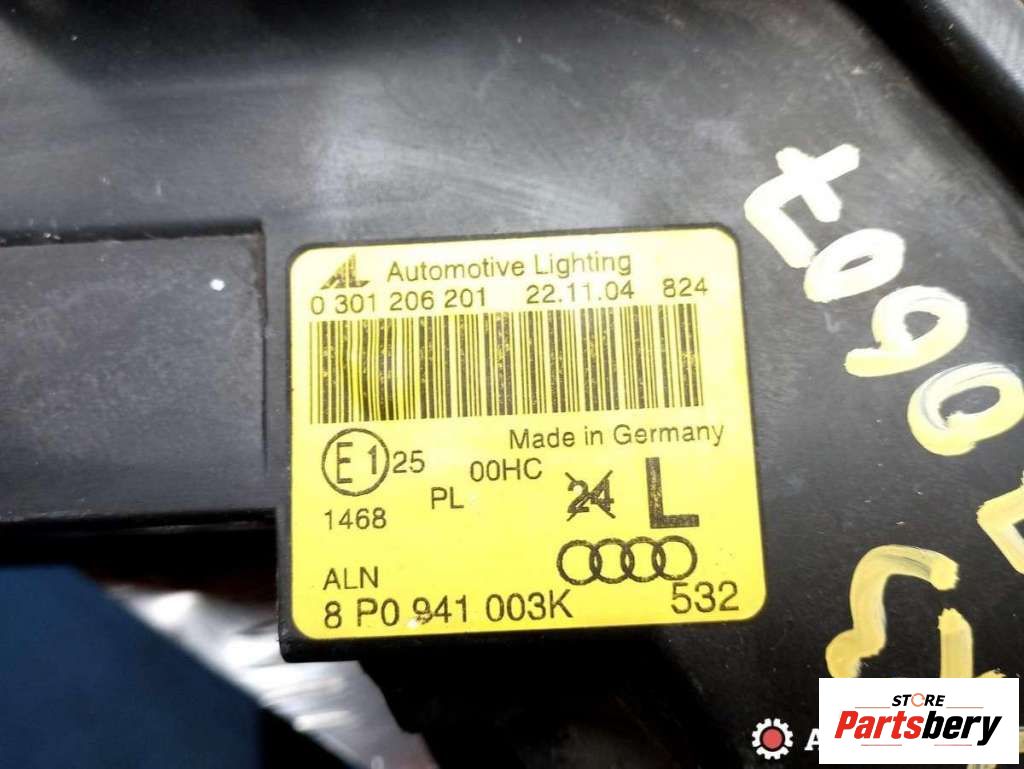 AL Automotive Lighting
0 301 206 201 22.11.04 824
Made in Germany
E1 25 00HC 24 L
PL
1468
ALN
8 P0 941 003K 532
STORE
Partsbery